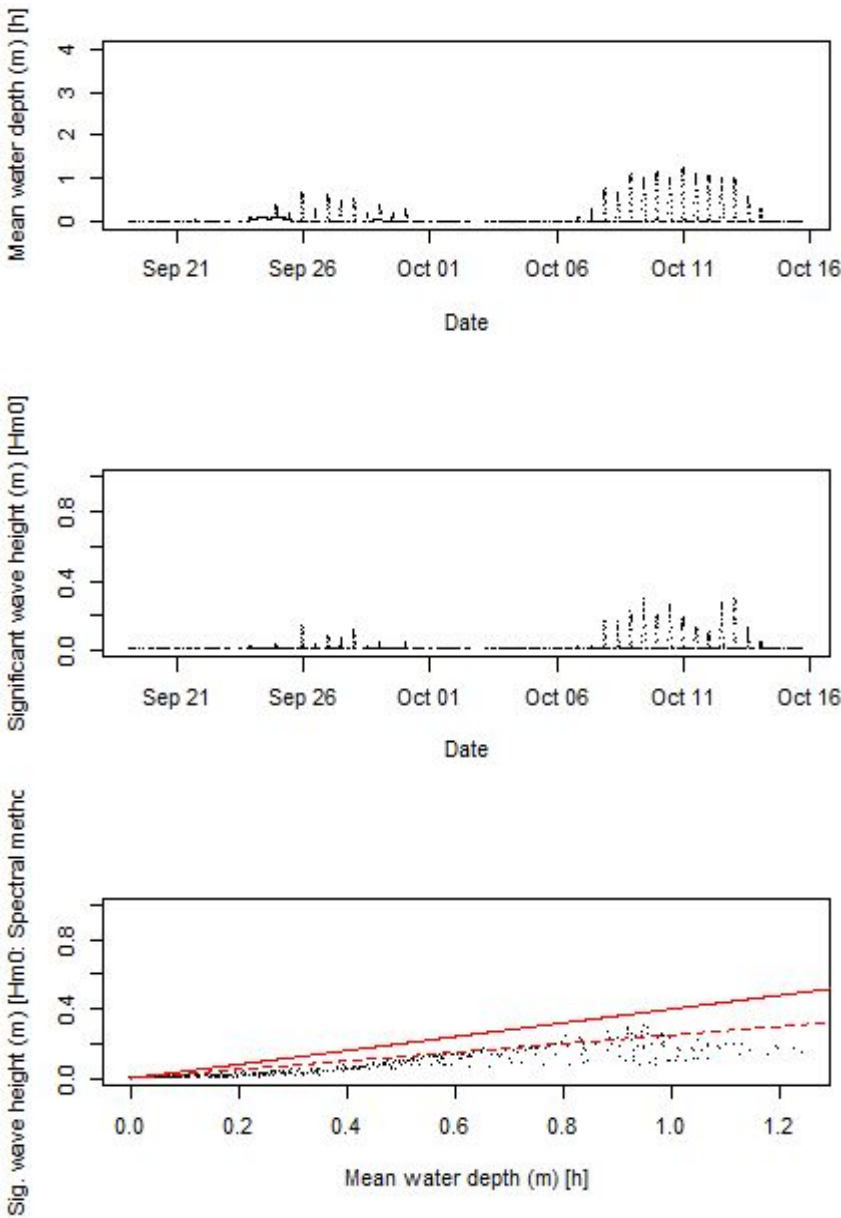 Mean water depth (m) [h]
4
3
2
1
0
Sep 21 Sep 26 Oct 01 Oct 06 Oct 11 Oct 16
Date
Significant wave height (m) [Hm0]
0.8
0.4
0.0
Sep 21 Sep 26 Oct 01 Oct 06 Oct 11 Oct 16
Date
Sig. wave height (m) [Hm0: Spectral
0.8
0.4
0.0
0.0 0.2 0.4 0.6 0.8 1.0 1.2
Mean water depth (m) [h]